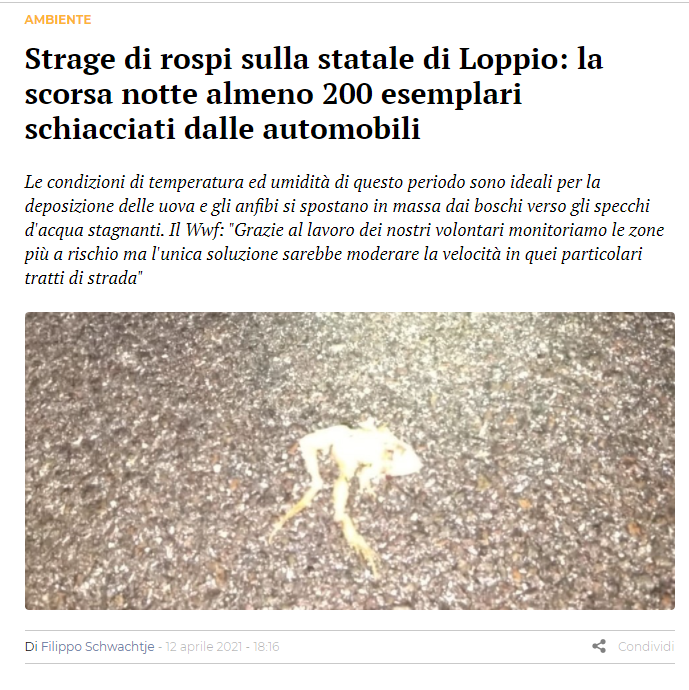 AMBIENTE
Strage di rospi sulla statale di Loppio: la
scorsa notte almeno 200 esemplari
schiacciati dalle automobili
Le condizioni di temperatura ed umidità di questo periodo sono ideali per la
deposizione delle uova e gli anfibi si spostano in massa dai boschi verso gli specchi
d'acqua stagnanti. Il Wwf: "Grazie al lavoro dei nostri volontari monitoriamo le zone
più a rischio ma l'unica soluzione sarebbe moderare la velocità in quei particolari
tratti di strada"
Di Filippo Schwachtje - 12 aprile 2021 - 18:16
Condividi